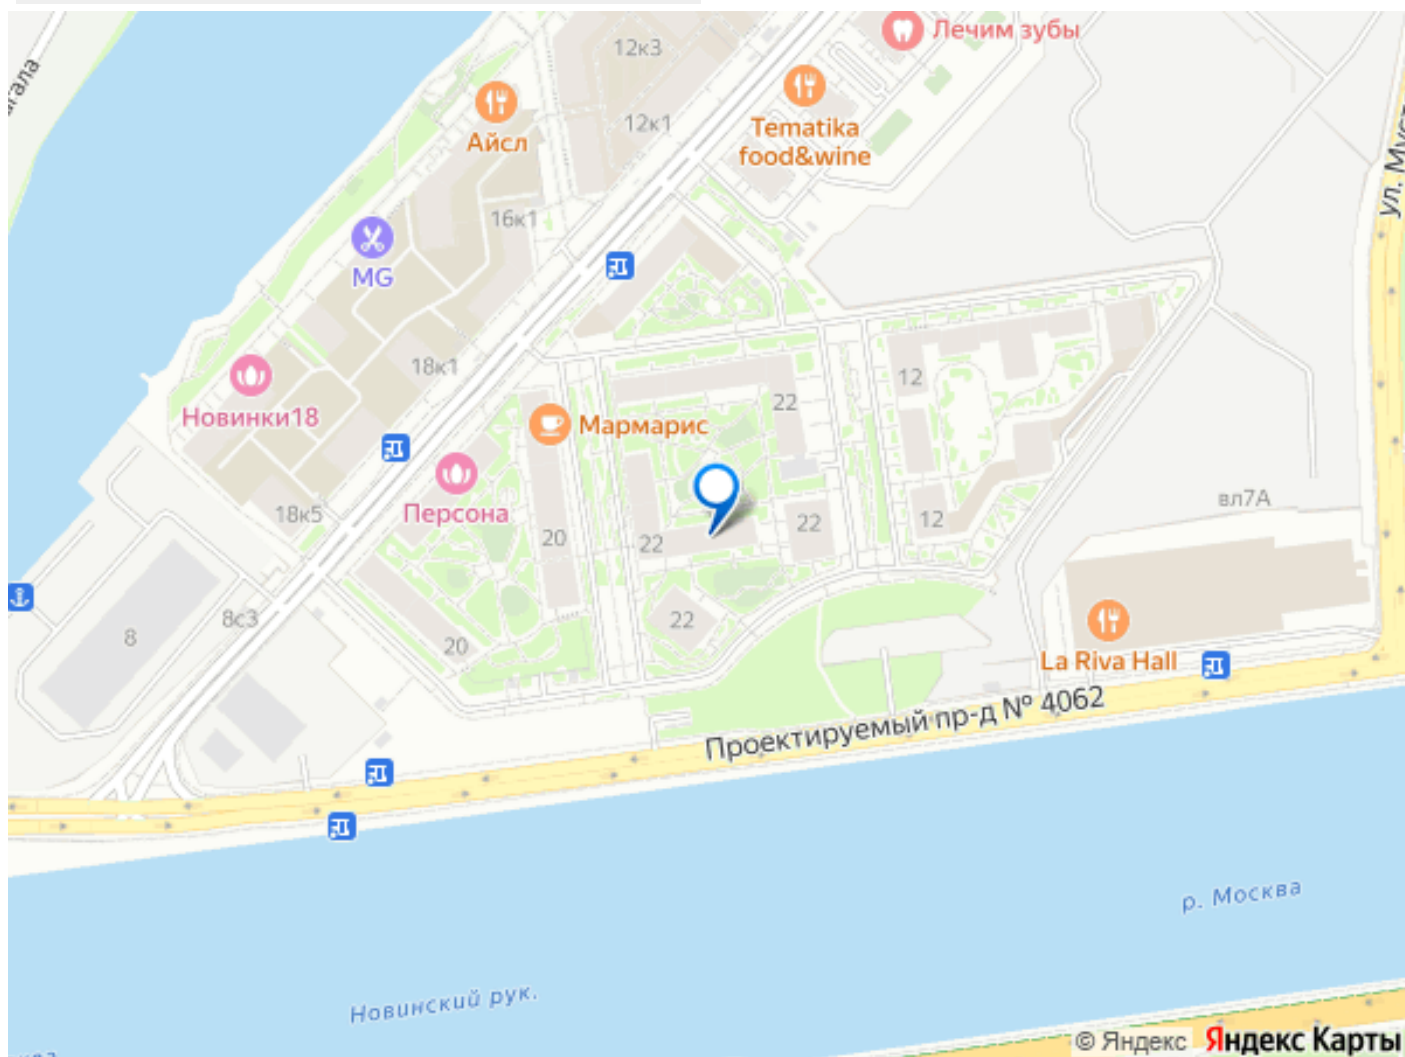 12к3
Лечим зубы
Айсл
12к1
Tematika
food&wine
16к1
MG
18к1
Новинки18
22
12
Мармарис
Персона
18к5
20
22
22
12
вл7А
8
8с3
20
22
La Riva Hall
Проектируемый пр-д № 4062
р. Москва
Новинский рук.
© Яндекс Яндекс Карты